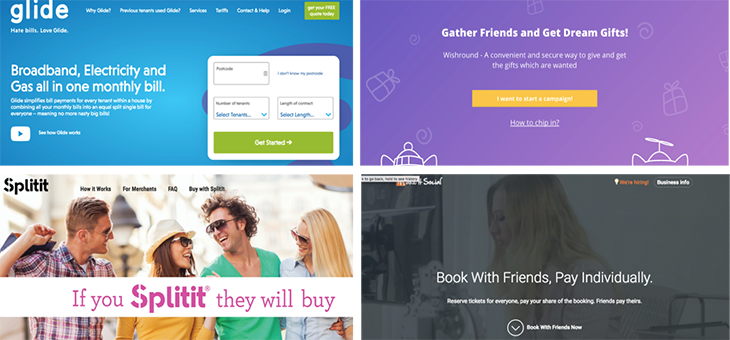 glide
Hate bills. Love Glide.
Why Glide? Previous tenants used Glide? Services Tariffs Contact & Help Login
get your FREE
quote today
Broadband, Electricity and
Gas all in one monthly bill.
Glide simplifies bill payments for every tenant within a house by
combining all your monthly bills into an equal split single bill for
everyone – meaning no more nasty big bills!
See how Glide works
Postcode
I don't know my postcode
Number of tenants
Select Tenants...
Length of contract
Select Length...
Get Started
Gather Friends and Get Dream Gifts!
Wishround - A convenient and secure way to give and get
the gifts which are wanted
I want to start a campaign!
How to chip in?
Splitit
How it Works For Merchants FAQ Buy with Splitit
If you Splitit® they will buy
to go back, hold to see history
Social
We're hiring! Business Info
Book With Friends, Pay Individually.
Reserve tickets for everyone, pay your share of the booking. Friends pay theirs.
Book With Friends Now